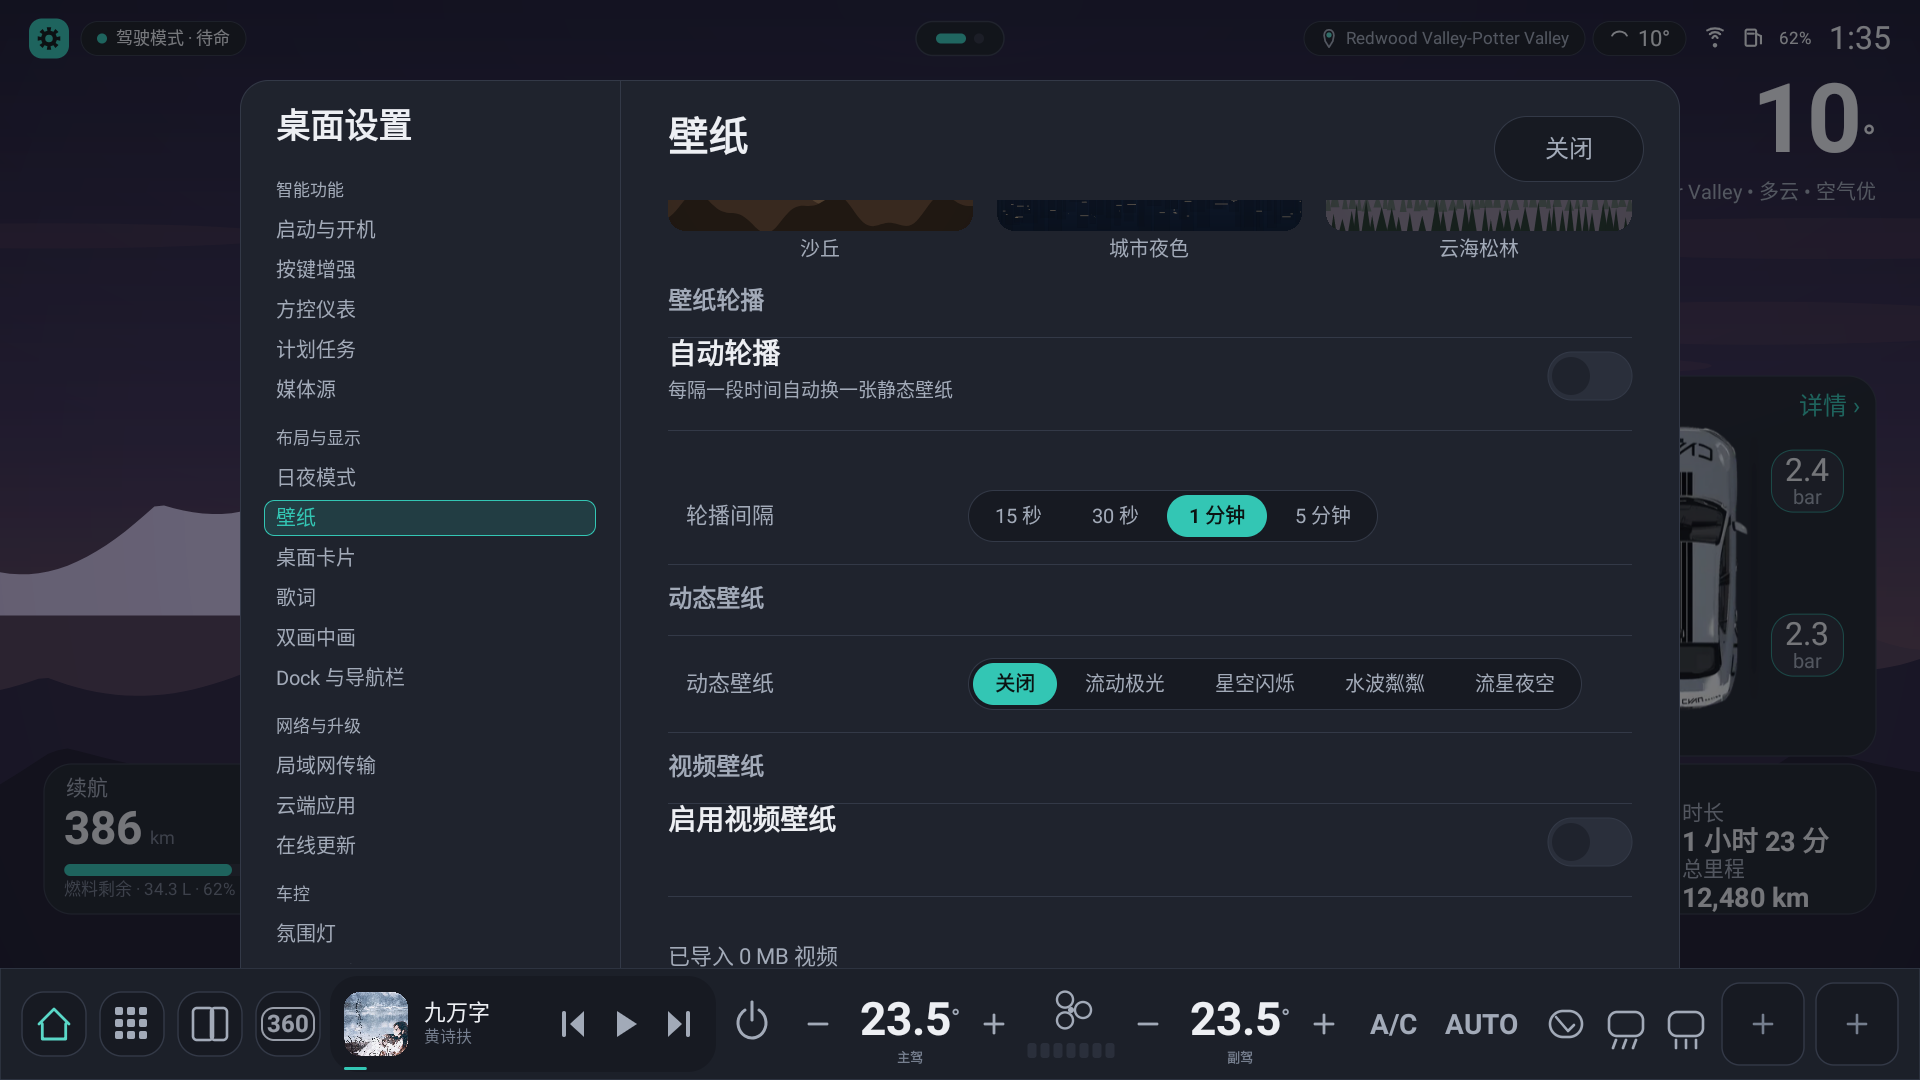 驾驶模式 · 待命
Redwood Valley-Potter Valley
10°
62%
1:35
10°
Valley • 多云 • 空气优
桌面设置
智能功能
启动与开机
按键增强
方控仪表
计划任务
媒体源
布局与显示
日夜模式
壁纸
桌面卡片
歌词
双画中画
Dock 与导航栏
网络与升级
局域网传输
云端应用
在线更新
车控
氛围灯
壁纸
关闭
沙丘
城市夜色
云海松林
壁纸轮播
自动轮播
每隔一段时间自动换一张静态壁纸
轮播间隔
15 秒
30 秒
1 分钟
5 分钟
动态壁纸
动态壁纸
关闭
流动极光
星空闪烁
水波粼粼
流星夜空
视频壁纸
启用视频壁纸
已导入 0 MB 视频
详情 ›
2.4
bar
2.3
bar
续航
386 km
燃料剩余 · 34.3 L · 62%
时长
1 小时 23 分
总里程
12,480 km
360
九万字
黄诗扶
23.5°
主驾
23.5°
副驾
A/C
AUTO